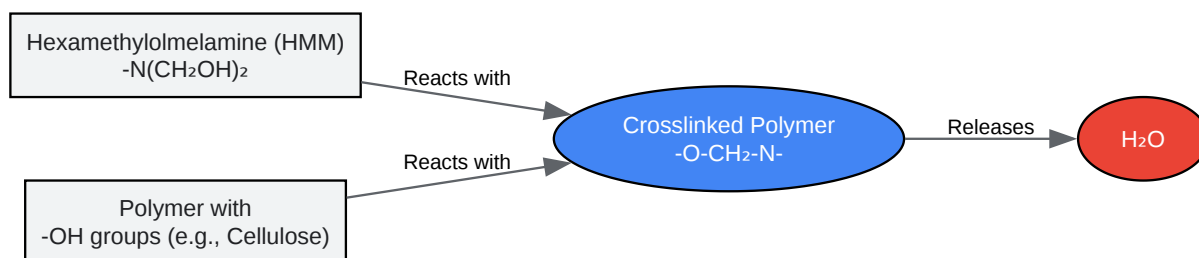 Hexamethylolmelamine (HMM)
-N(CH₂OH)₂
Reacts with
Polymer with
-OH groups (e.g., Cellulose)
Reacts with
Crosslinked Polymer
-O-CH₂-N-
Releases
H₂O